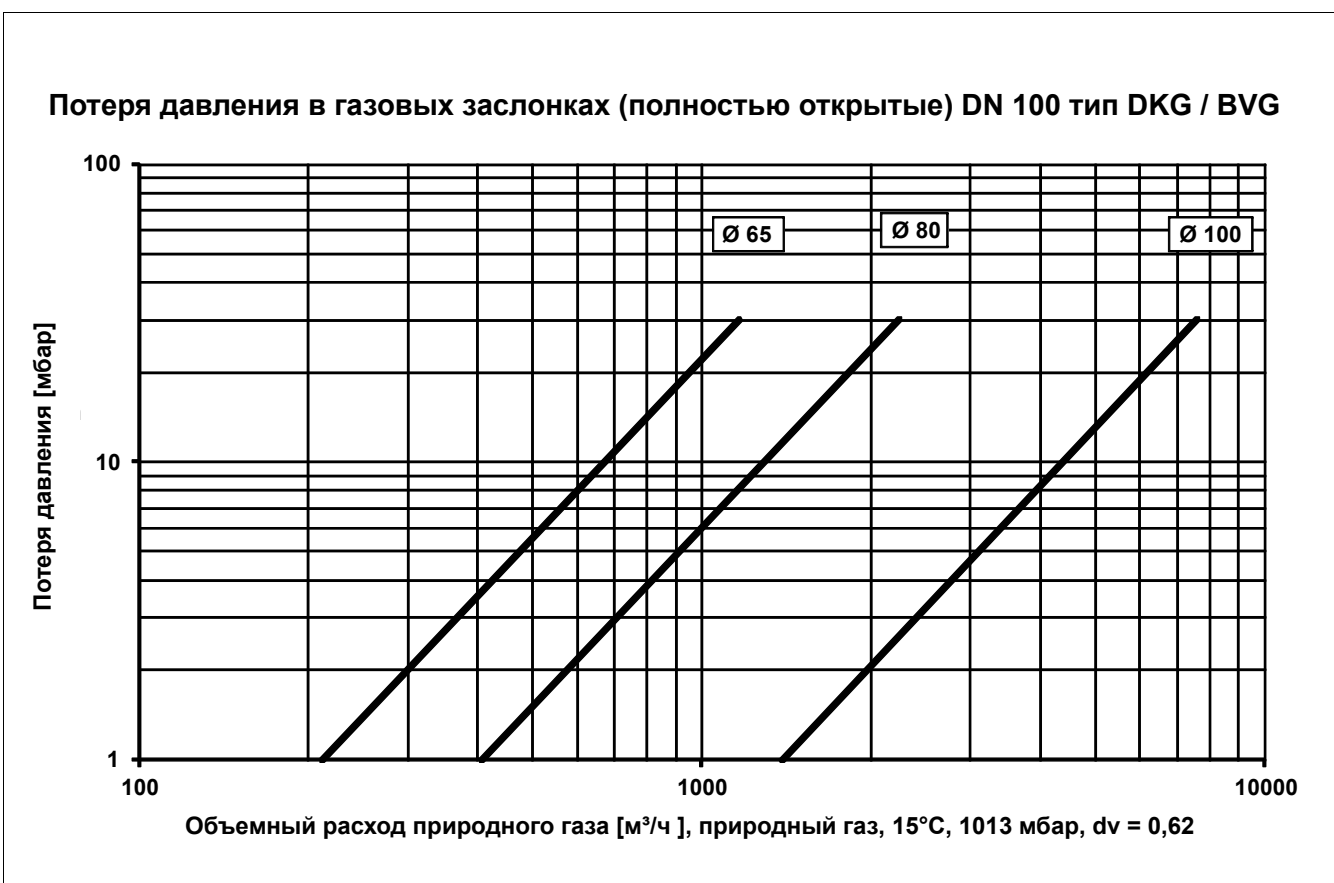 Потеря давления в газовых заслонках (полностью открытые) DN 100 тип DKG / BVG
100
Ø 65
Ø 80
Ø 100
Потеря давления [мбар]
10
1
100
1000
10000
Объемный расход природного газа [м³/ч ], природный газ, 15°C, 1013 мбар, dv = 0,62